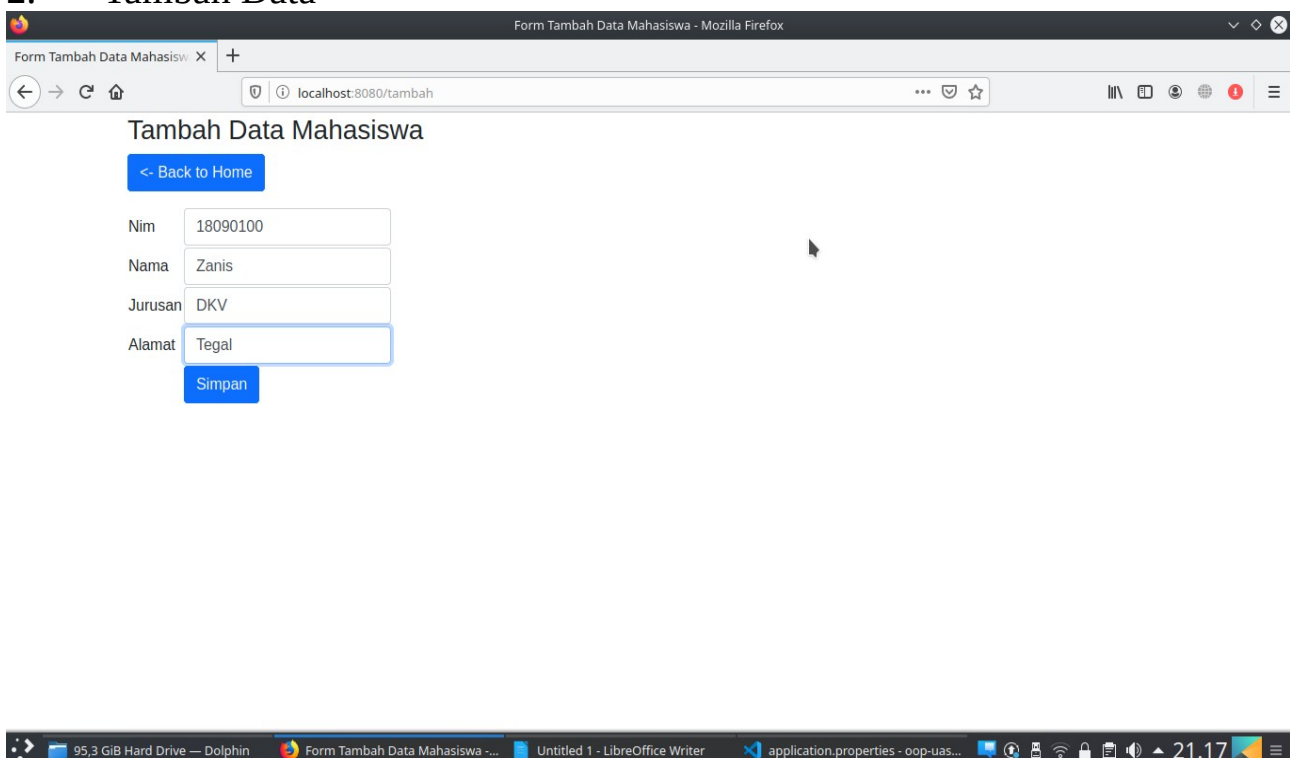 2. Tambah Data
Form Tambah Data Mahasiswa - Mozilla Firefox
Form Tambah Data Mahasisw
localhost:8080/tambah
Tambah Data Mahasiswa
<- Back to Home
Nim 18090100
Nama Zanis
Jurusan DKV
Alamat Tegal
Simpan
95,3 GiB Hard Drive — Dolphin Form Tambah Data Mahasiswa -... Untitled 1 - LibreOffice Writer application.properties - oop-uas... 21.17